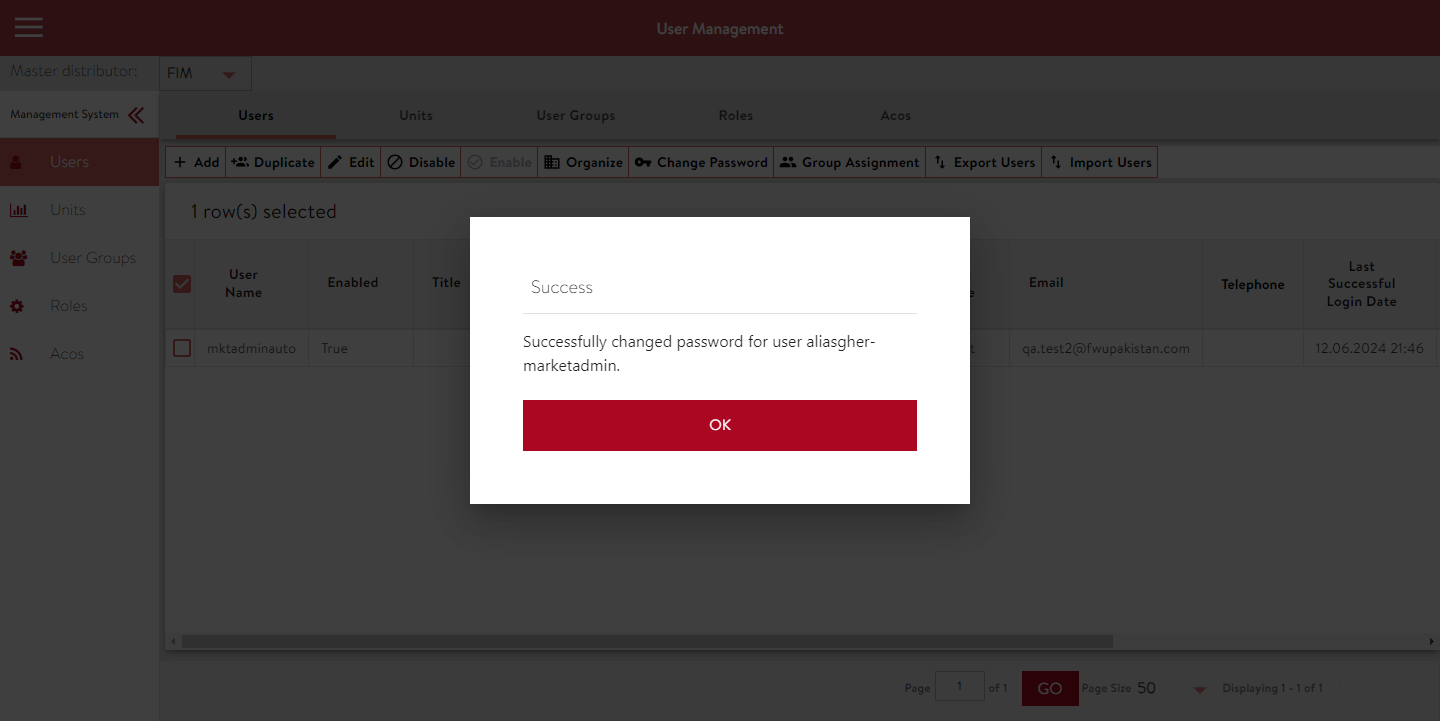 User Management
Master distributor:
FIM
Management System
Users
Units
User Groups
Roles
Acos
Users
Units
User Groups
Roles
Acos
Add
Duplicate
Edit
Disable
Enable
Organize
Change Password
Group Assignment
Export Users
Import Users
1 row(s) selected
User
Name
Enabled
Title
Email
Telephone
Last
Successful
Login Date
mktadminauto
True
qa.test2@fwupakistan.com
12.06.2024 21:46
Success
Successfully changed password for user aliasgher-
marketadmin.
OK
Page
1
of 1
GO
Page Size
50
Displaying 1 - 1 of 1